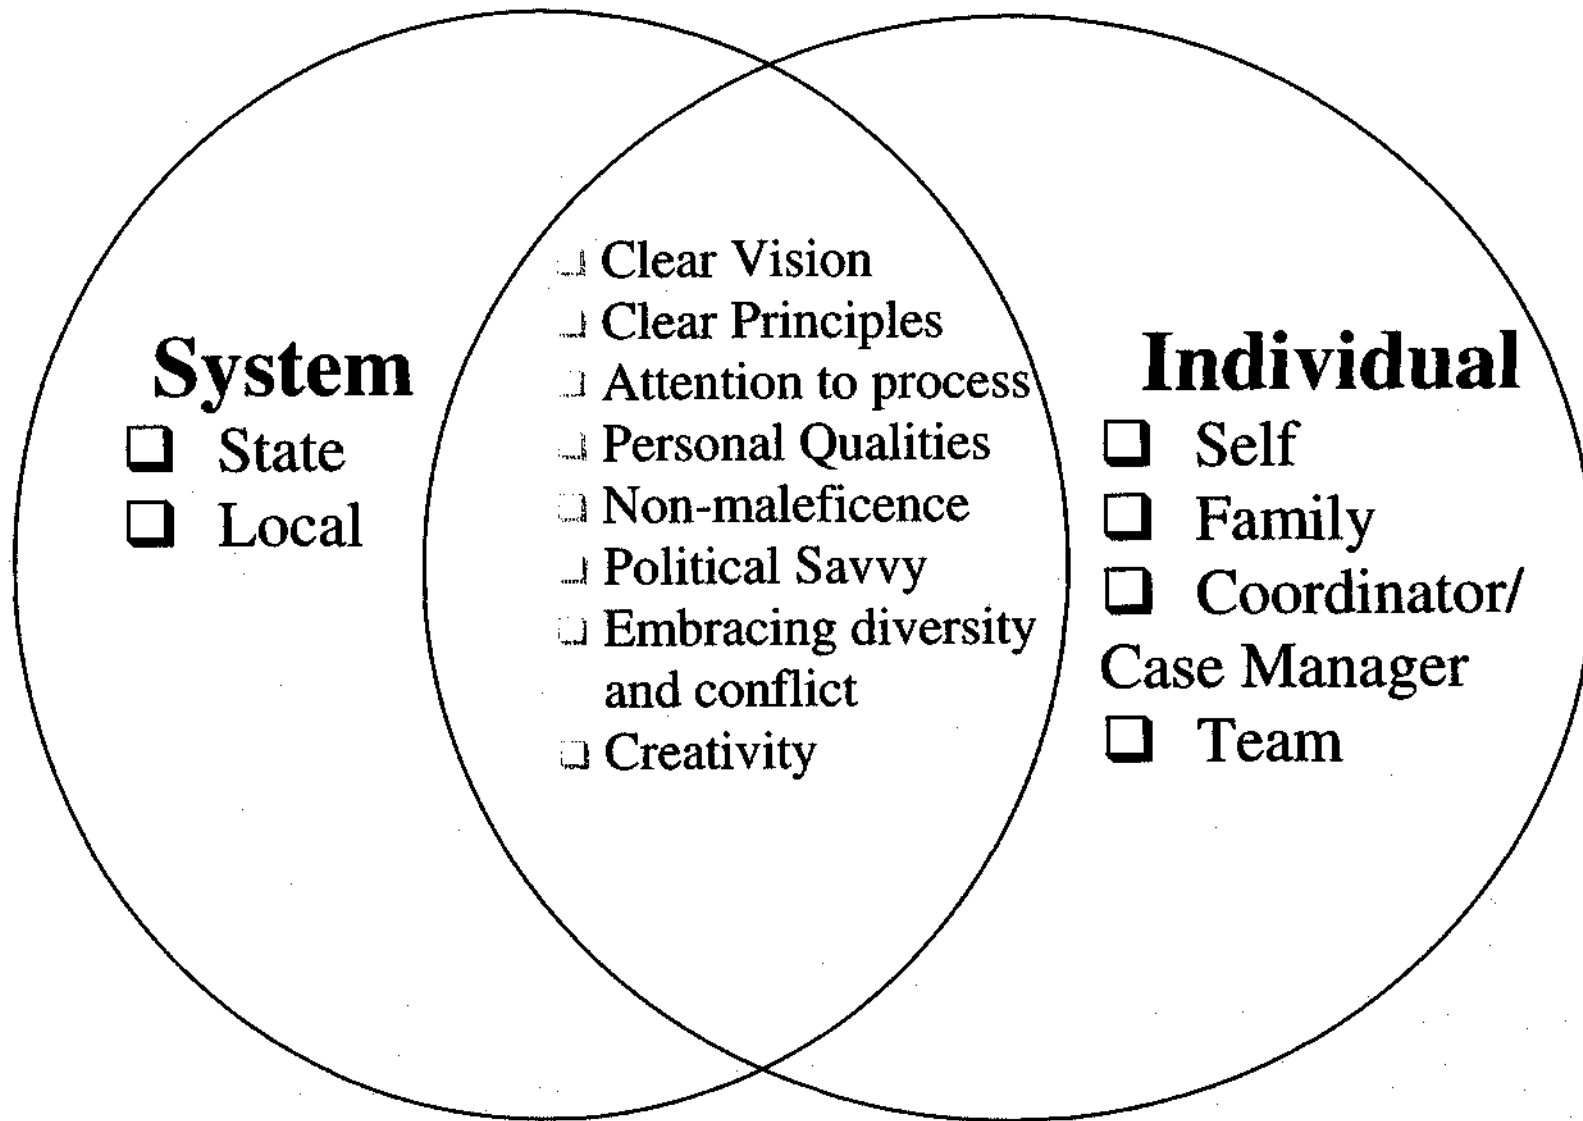 System
❑ State
❑ Local
❑ Clear Vision
❑ Clear Principles
❑ Attention to process
❑ Personal Qualities
❑ Non-maleficence
❑ Political Savvy
❑ Embracing diversity
and conflict
❑ Creativity
Individual
❑ Self
❑ Family
❑ Coordinator/
Case Manager
❑ Team